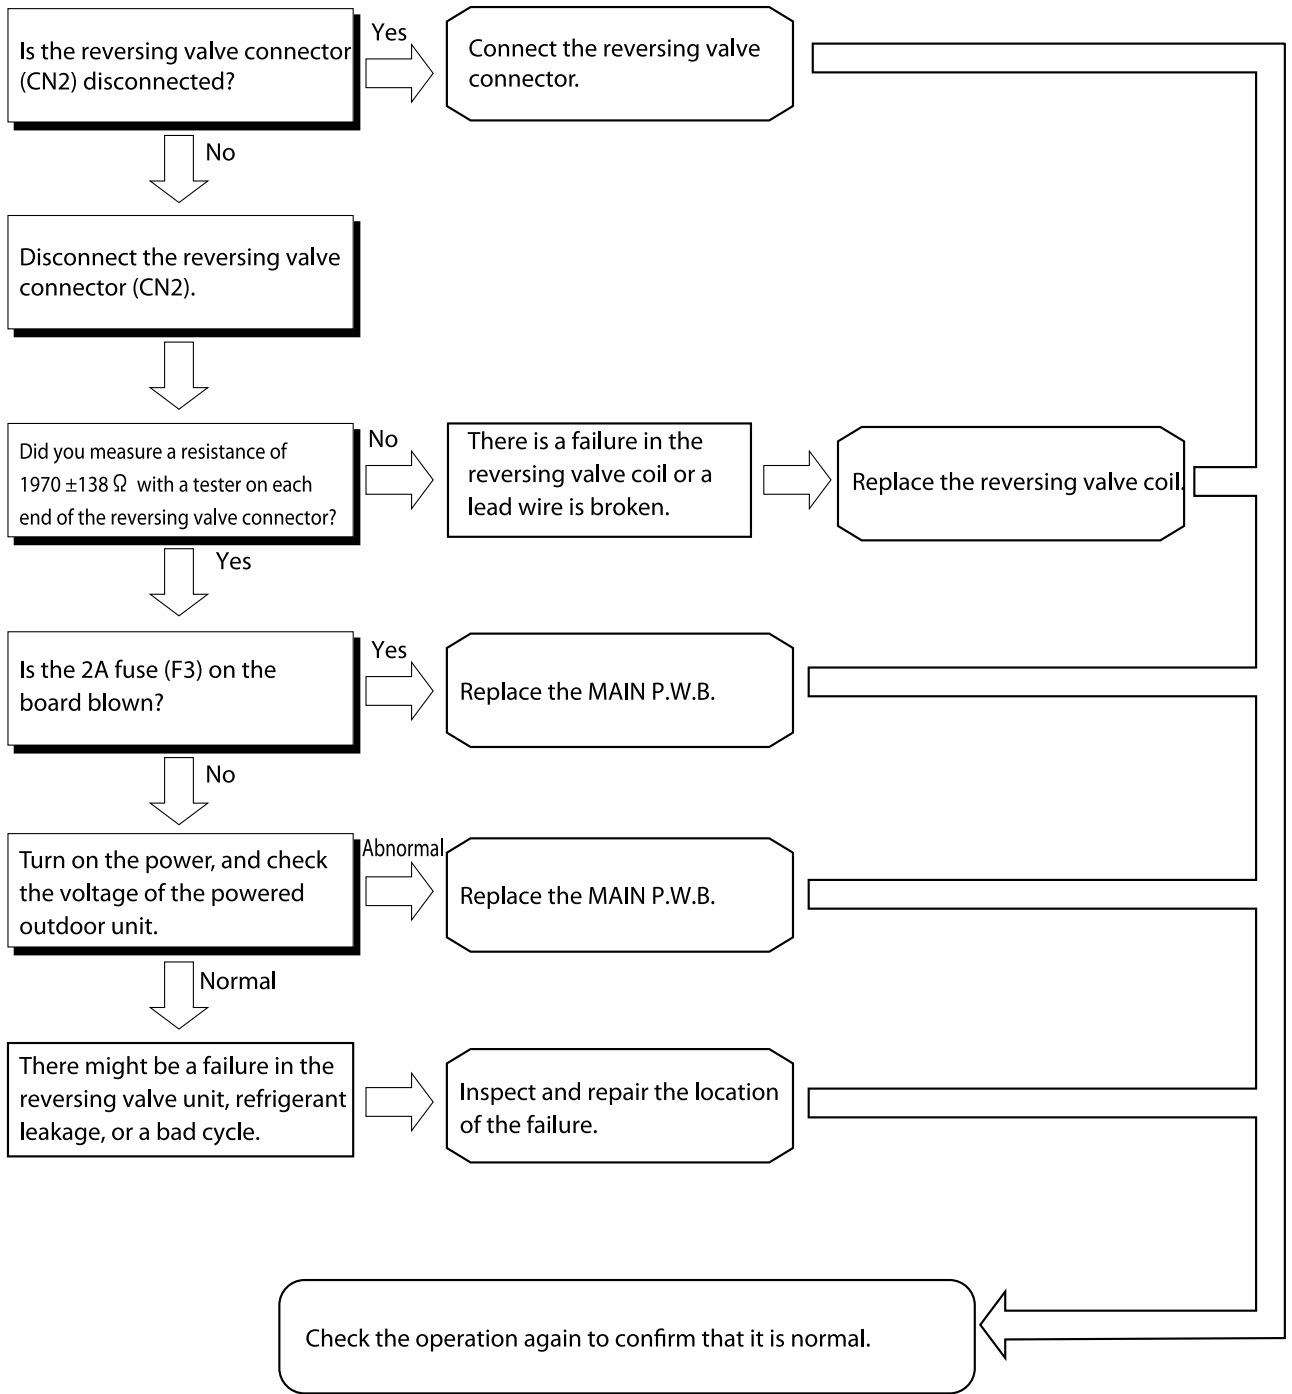 Is the reversing valve connector
(CN2) disconnected?
Yes
Connect the reversing valve
connector.
No
Disconnect the reversing valve
connector (CN2).
Did you measure a resistance of
1970 ±138 Ω with a tester on each
end of the reversing valve connector?
No
There is a failure in the
reversing valve coil or a
lead wire is broken.
Replace the reversing valve coil.
Yes
Is the 2A fuse (F3) on the
board blown?
Yes
Replace the MAIN P.W.B.
No
Turn on the power, and check
the voltage of the powered
outdoor unit.
Abnormal
Replace the MAIN P.W.B.
Normal
There might be a failure in the
reversing valve unit, refrigerant
leakage, or a bad cycle.
Inspect and repair the location
of the failure.
Check the operation again to confirm that it is normal.